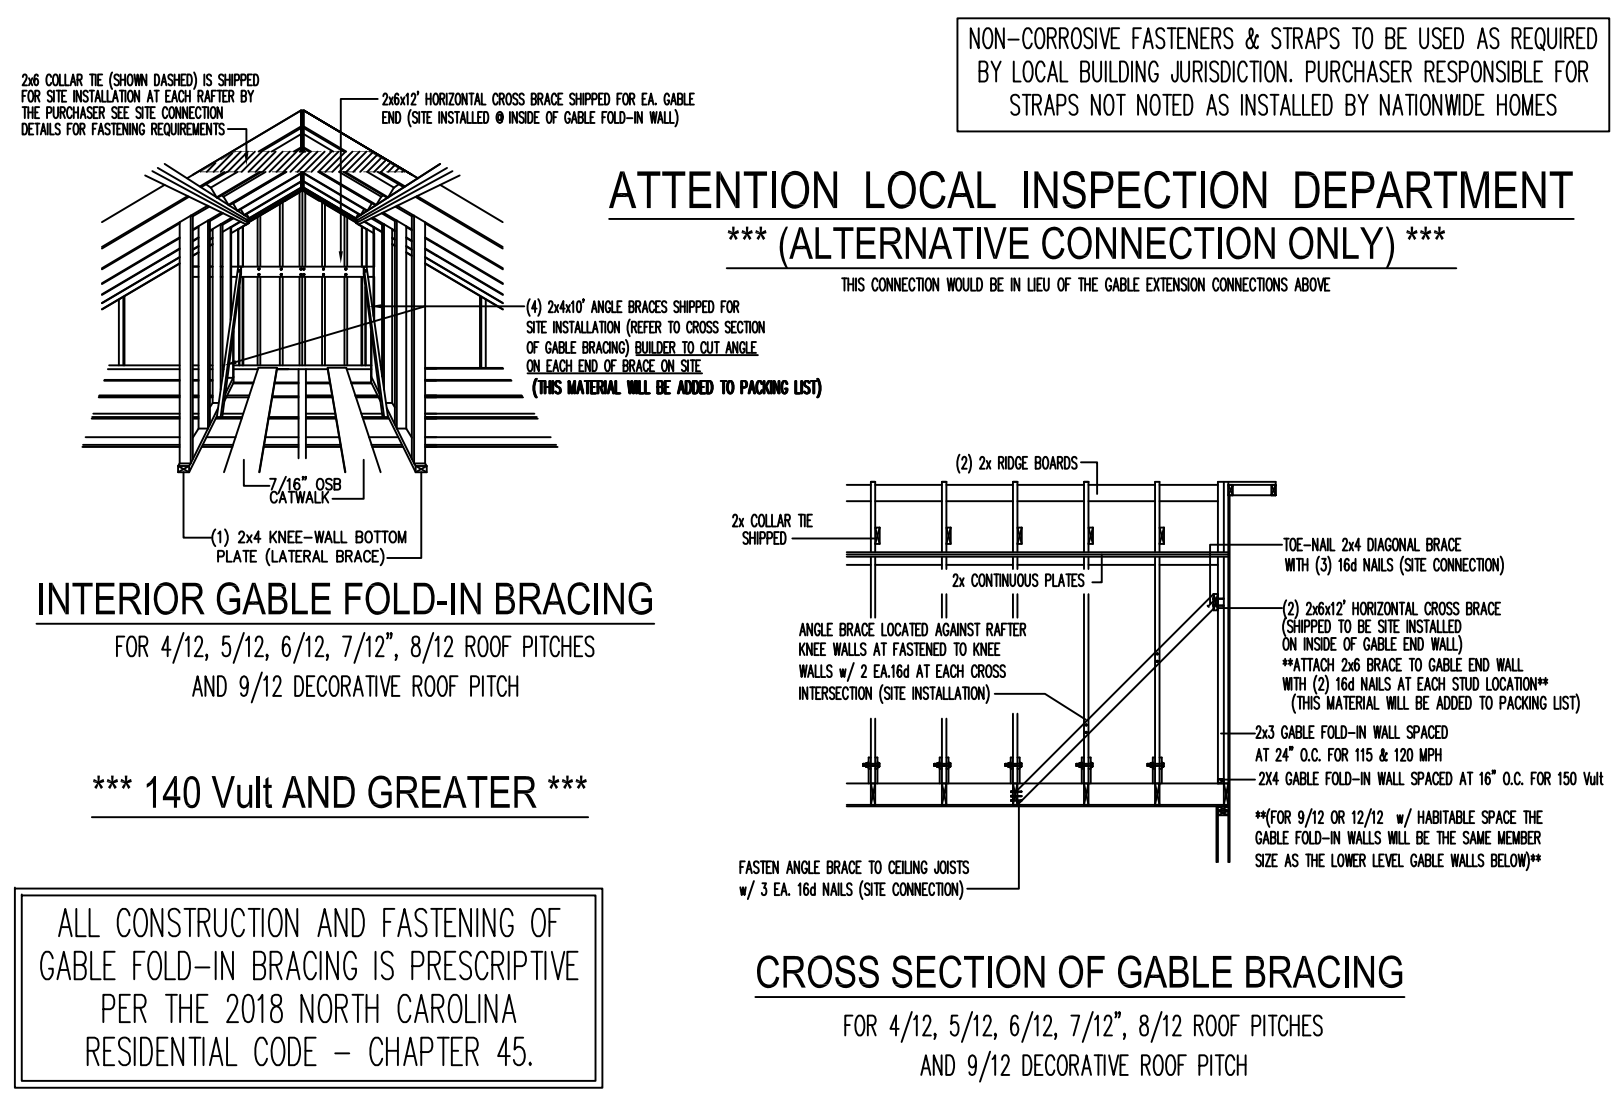 NON-CORROSIVE FASTENERS & STRAPS TO BE USED AS REQUIRED
BY LOCAL BUILDING JURISDICTION. PURCHASER RESPONSIBLE FOR
STRAPS NOT NOTED AS INSTALLED BY NATIONWIDE HOMES
2x6 COLLAR TIE (SHOWN DASHED) IS SHIPPED
FOR SITE INSTALLATION AT EACH RAFTER BY
THE PURCHASER SEE SITE CONNECTION
DETAILS FOR FASTENING REQUIREMENTS
2x6x12' HORIZONTAL CROSS BRACE SHIPPED FOR EA. GABLE
END (SITE INSTALLED @ INSIDE OF GABLE FOLD-IN WALL)
ATTENTION LOCAL INSPECTION DEPARTMENT
*** (ALTERNATIVE CONNECTION ONLY) ***
THIS CONNECTION WOULD BE IN LIEU OF THE GABLE EXTENSION CONNECTIONS ABOVE
(4) 2x4x10' ANGLE BRACES SHIPPED FOR
SITE INSTALLATION (REFER TO CROSS SECTION
OF GABLE BRACING) BUILDER TO CUT ANGLE
ON EACH END OF BRACE ON SITE
(THIS MATERIAL WILL BE ADDED TO PACKING LIST)
7/16" OSB
CATWALK
(1) 2x4 KNEE-WALL BOTTOM
PLATE (LATERAL BRACE)
INTERIOR GABLE FOLD-IN BRACING
FOR 4/12, 5/12, 6/12, 7/12", 8/12 ROOF PITCHES
AND 9/12 DECORATIVE ROOF PITCH
*** 140 Vult AND GREATER ***
ALL CONSTRUCTION AND FASTENING OF
GABLE FOLD-IN BRACING IS PRESCRIPTIVE
PER THE 2018 NORTH CAROLINA
RESIDENTIAL CODE - CHAPTER 45.
(2) 2x RIDGE BOARDS
2x COLLAR TIE
SHIPPED
2x CONTINUOUS PLATES
TOE-NAIL 2x4 DIAGONAL BRACE
WITH (3) 16d NAILS (SITE CONNECTION)
(2) 2x6x12' HORIZONTAL CROSS BRACE
(SHIPPED TO BE SITE INSTALLED
ON INSIDE OF GABLE END WALL)
**ATTACH 2x6 BRACE TO GABLE END WALL
WITH (2) 16d NAILS AT EACH STUD LOCATION**
(THIS MATERIAL WILL BE ADDED TO PACKING LIST)
ANGLE BRACE LOCATED AGAINST RAFTER
KNEE WALLS AT FASTENED TO KNEE
WALLS w/ 2 EA.16d AT EACH CROSS
INTERSECTION (SITE INSTALLATION)
2x3 GABLE FOLD-IN WALL SPACED
AT 24" O.C. FOR 115 & 120 MPH
2X4 GABLE FOLD-IN WALL SPACED AT 16" O.C. FOR 150 Vult
**(FOR 9/12 OR 12/12 w/ HABITABLE SPACE THE
GABLE FOLD-IN WALLS WILL BE THE SAME MEMBER
SIZE AS THE LOWER LEVEL GABLE WALLS BELOW)**
FASTEN ANGLE BRACE TO CEILING JOISTS
w/ 3 EA. 16d NAILS (SITE CONNECTION)
CROSS SECTION OF GABLE BRACING
FOR 4/12, 5/12, 6/12, 7/12", 8/12 ROOF PITCHES
AND 9/12 DECORATIVE ROOF PITCH